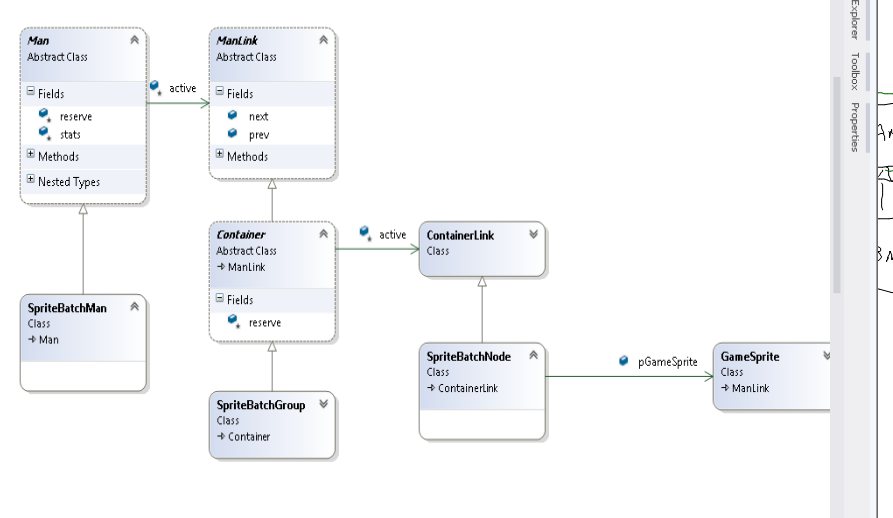 Man
Abstract Class
Fields
reserve
stats
Methods
Nested Types
active
ManLink
Abstract Class
Fields
next
prev
Methods
Container
Abstract Class
ManLink
Fields
reserve
active
ContainerLink
Class
SpriteBatchMan
Class
Man
SpriteBatchGroup
Class
Container
SpriteBatchNode
Class
ContainerLink
pGameSprite
GameSprite
Class
ManLink
Explorer
Toolbox
Properties